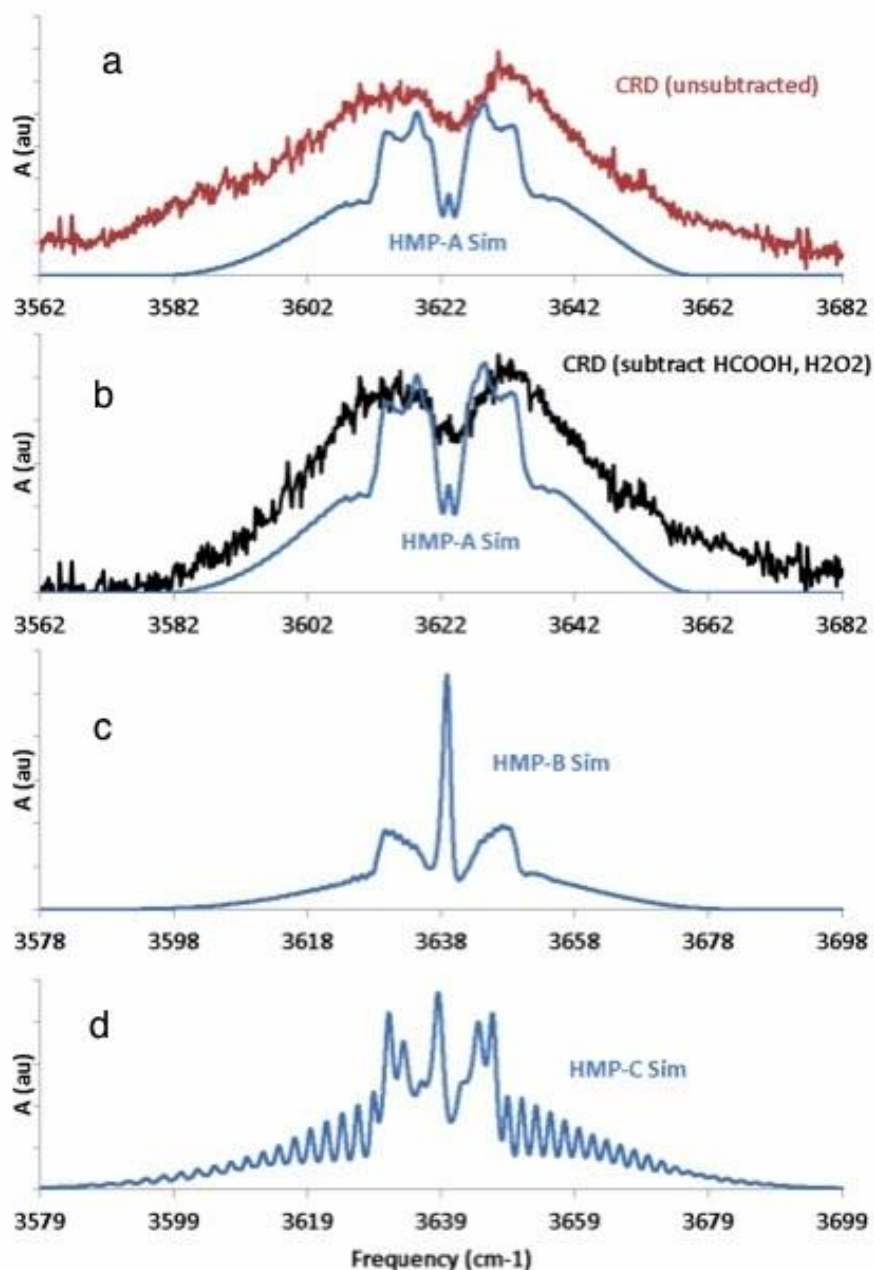 a
CRD (unsubtracted)
A (au)
HMP-A Sim
3562 3582 3602 3622 3642 3662 3682
b
CRD (subtract HCOOH, H2O2)
A (au)
HMP-A Sim
3562 3582 3602 3622 3642 3662 3682
c
HMP-B Sim
A (au)
3578 3598 3618 3638 3658 3678 3698
d
HMP-C Sim
A (au)
3579 3599 3619 3639 3659 3679 3699
Frequency (cm-1)